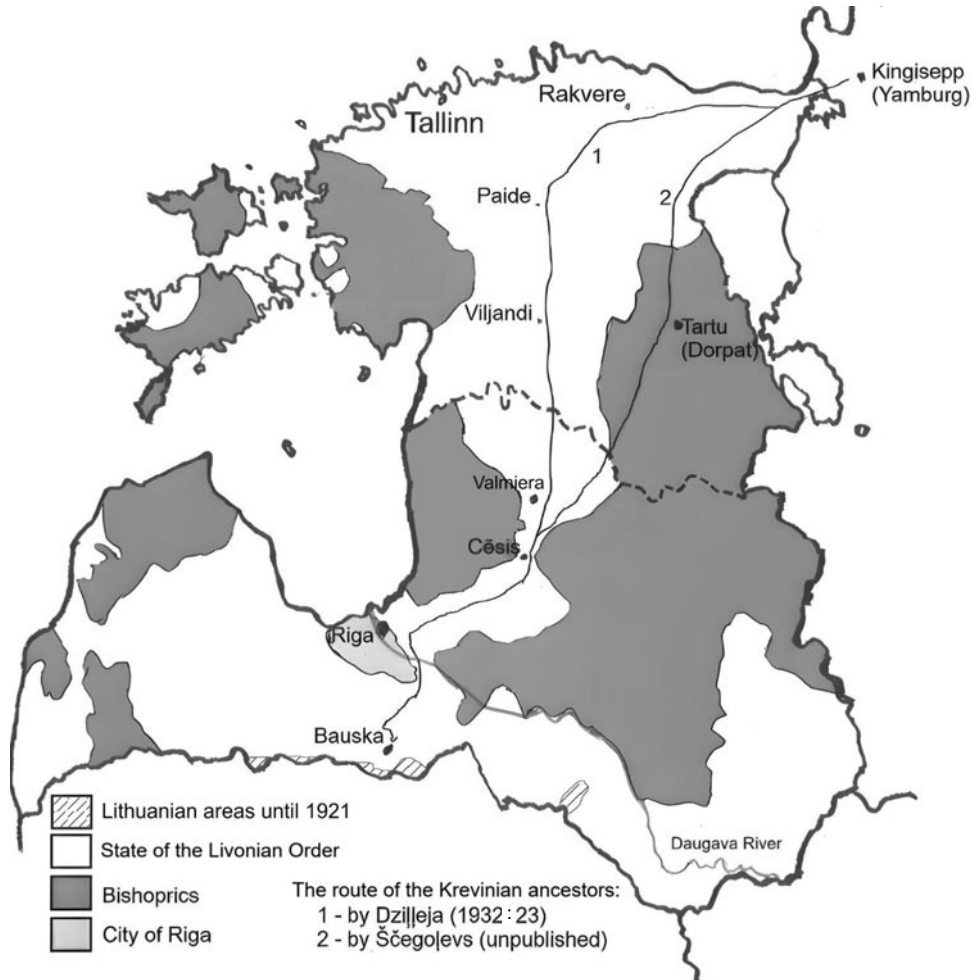 Kingisepp
(Yamburg)
Rakvere
Tallinn
1
2
Paide
Viljandi
Tartu
(Dorpat)
Valmiera
Cēsis
Riga
Bauska
Daugava River
Lithuanian areas until 1921
State of the Livonian Order
Bishoprics
City of Riga
The route of the Krevinian ancestors:
1 - by Dziļļeja (1932:23)
2 - by Ščegoļevs (unpublished)